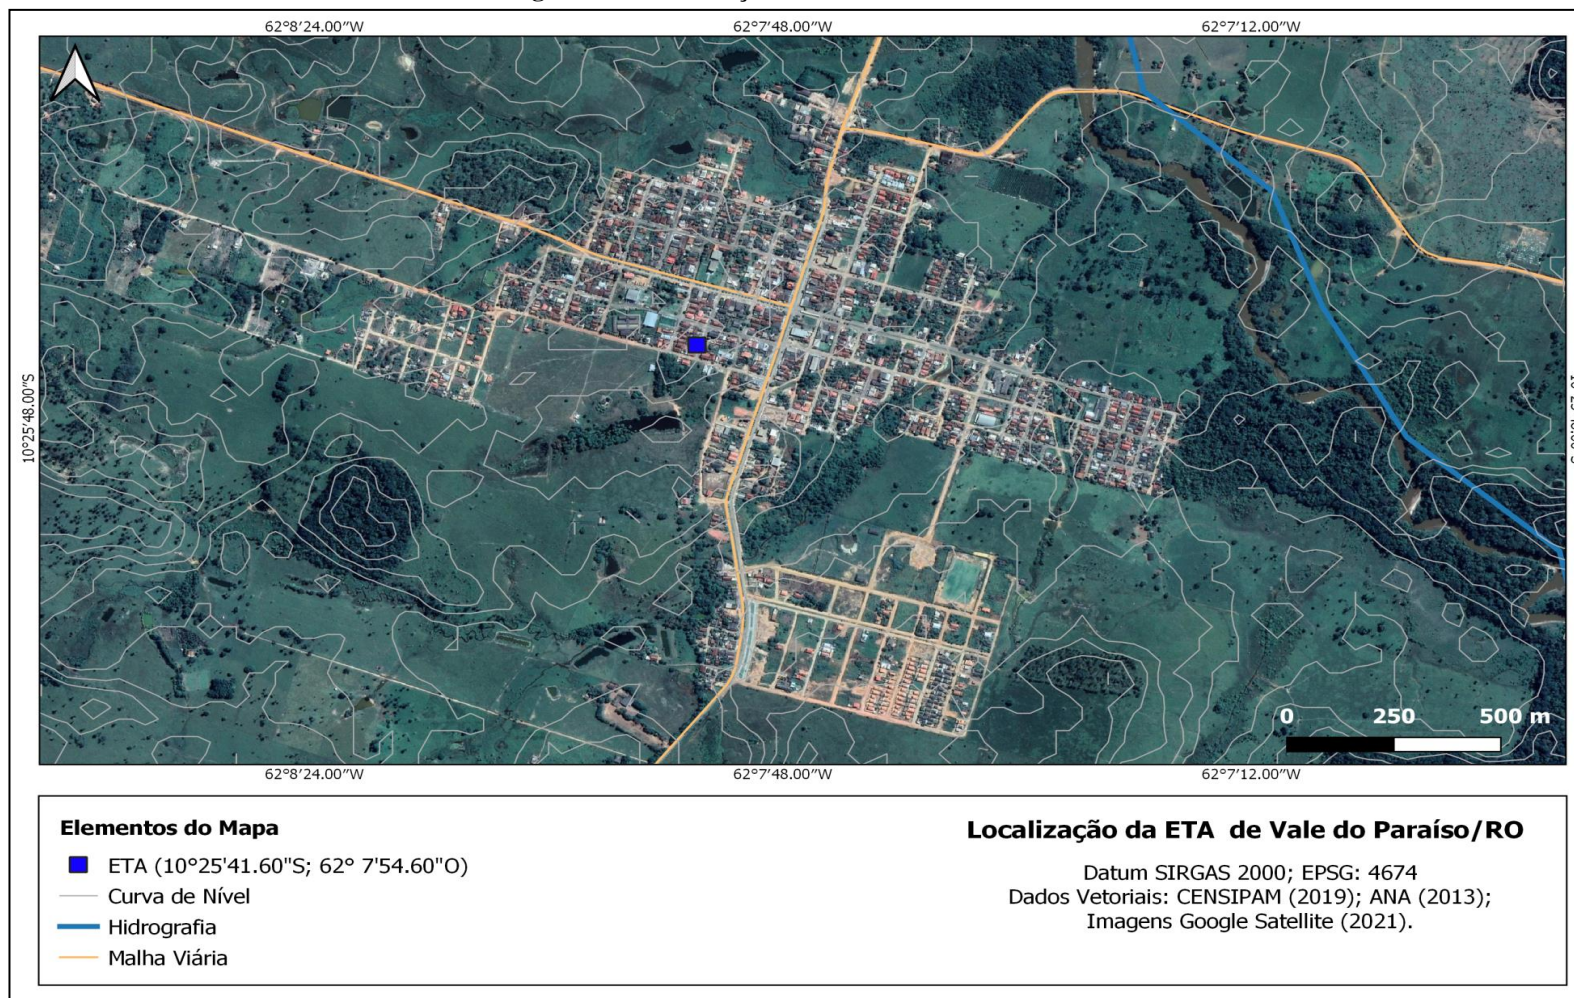 62°8'24.00"W 62°7'48.00"W 62°7'12.00"W
10°25'48.00"S
0 250 500 m
62°8'24.00"W 62°7'48.00"W 62°7'12.00"W
Elementos do Mapa
ETA (10°25'41.60"S; 62° 7'54.60"O)
Curva de Nível
Hidrografia
Malha Viária
Localização da ETA de Vale do Paraíso/RO
Datum SIRGAS 2000; EPSG: 4674
Dados Vetoriais: CENSIPAM (2019); ANA (2013);
Imagens Google Satellite (2021).